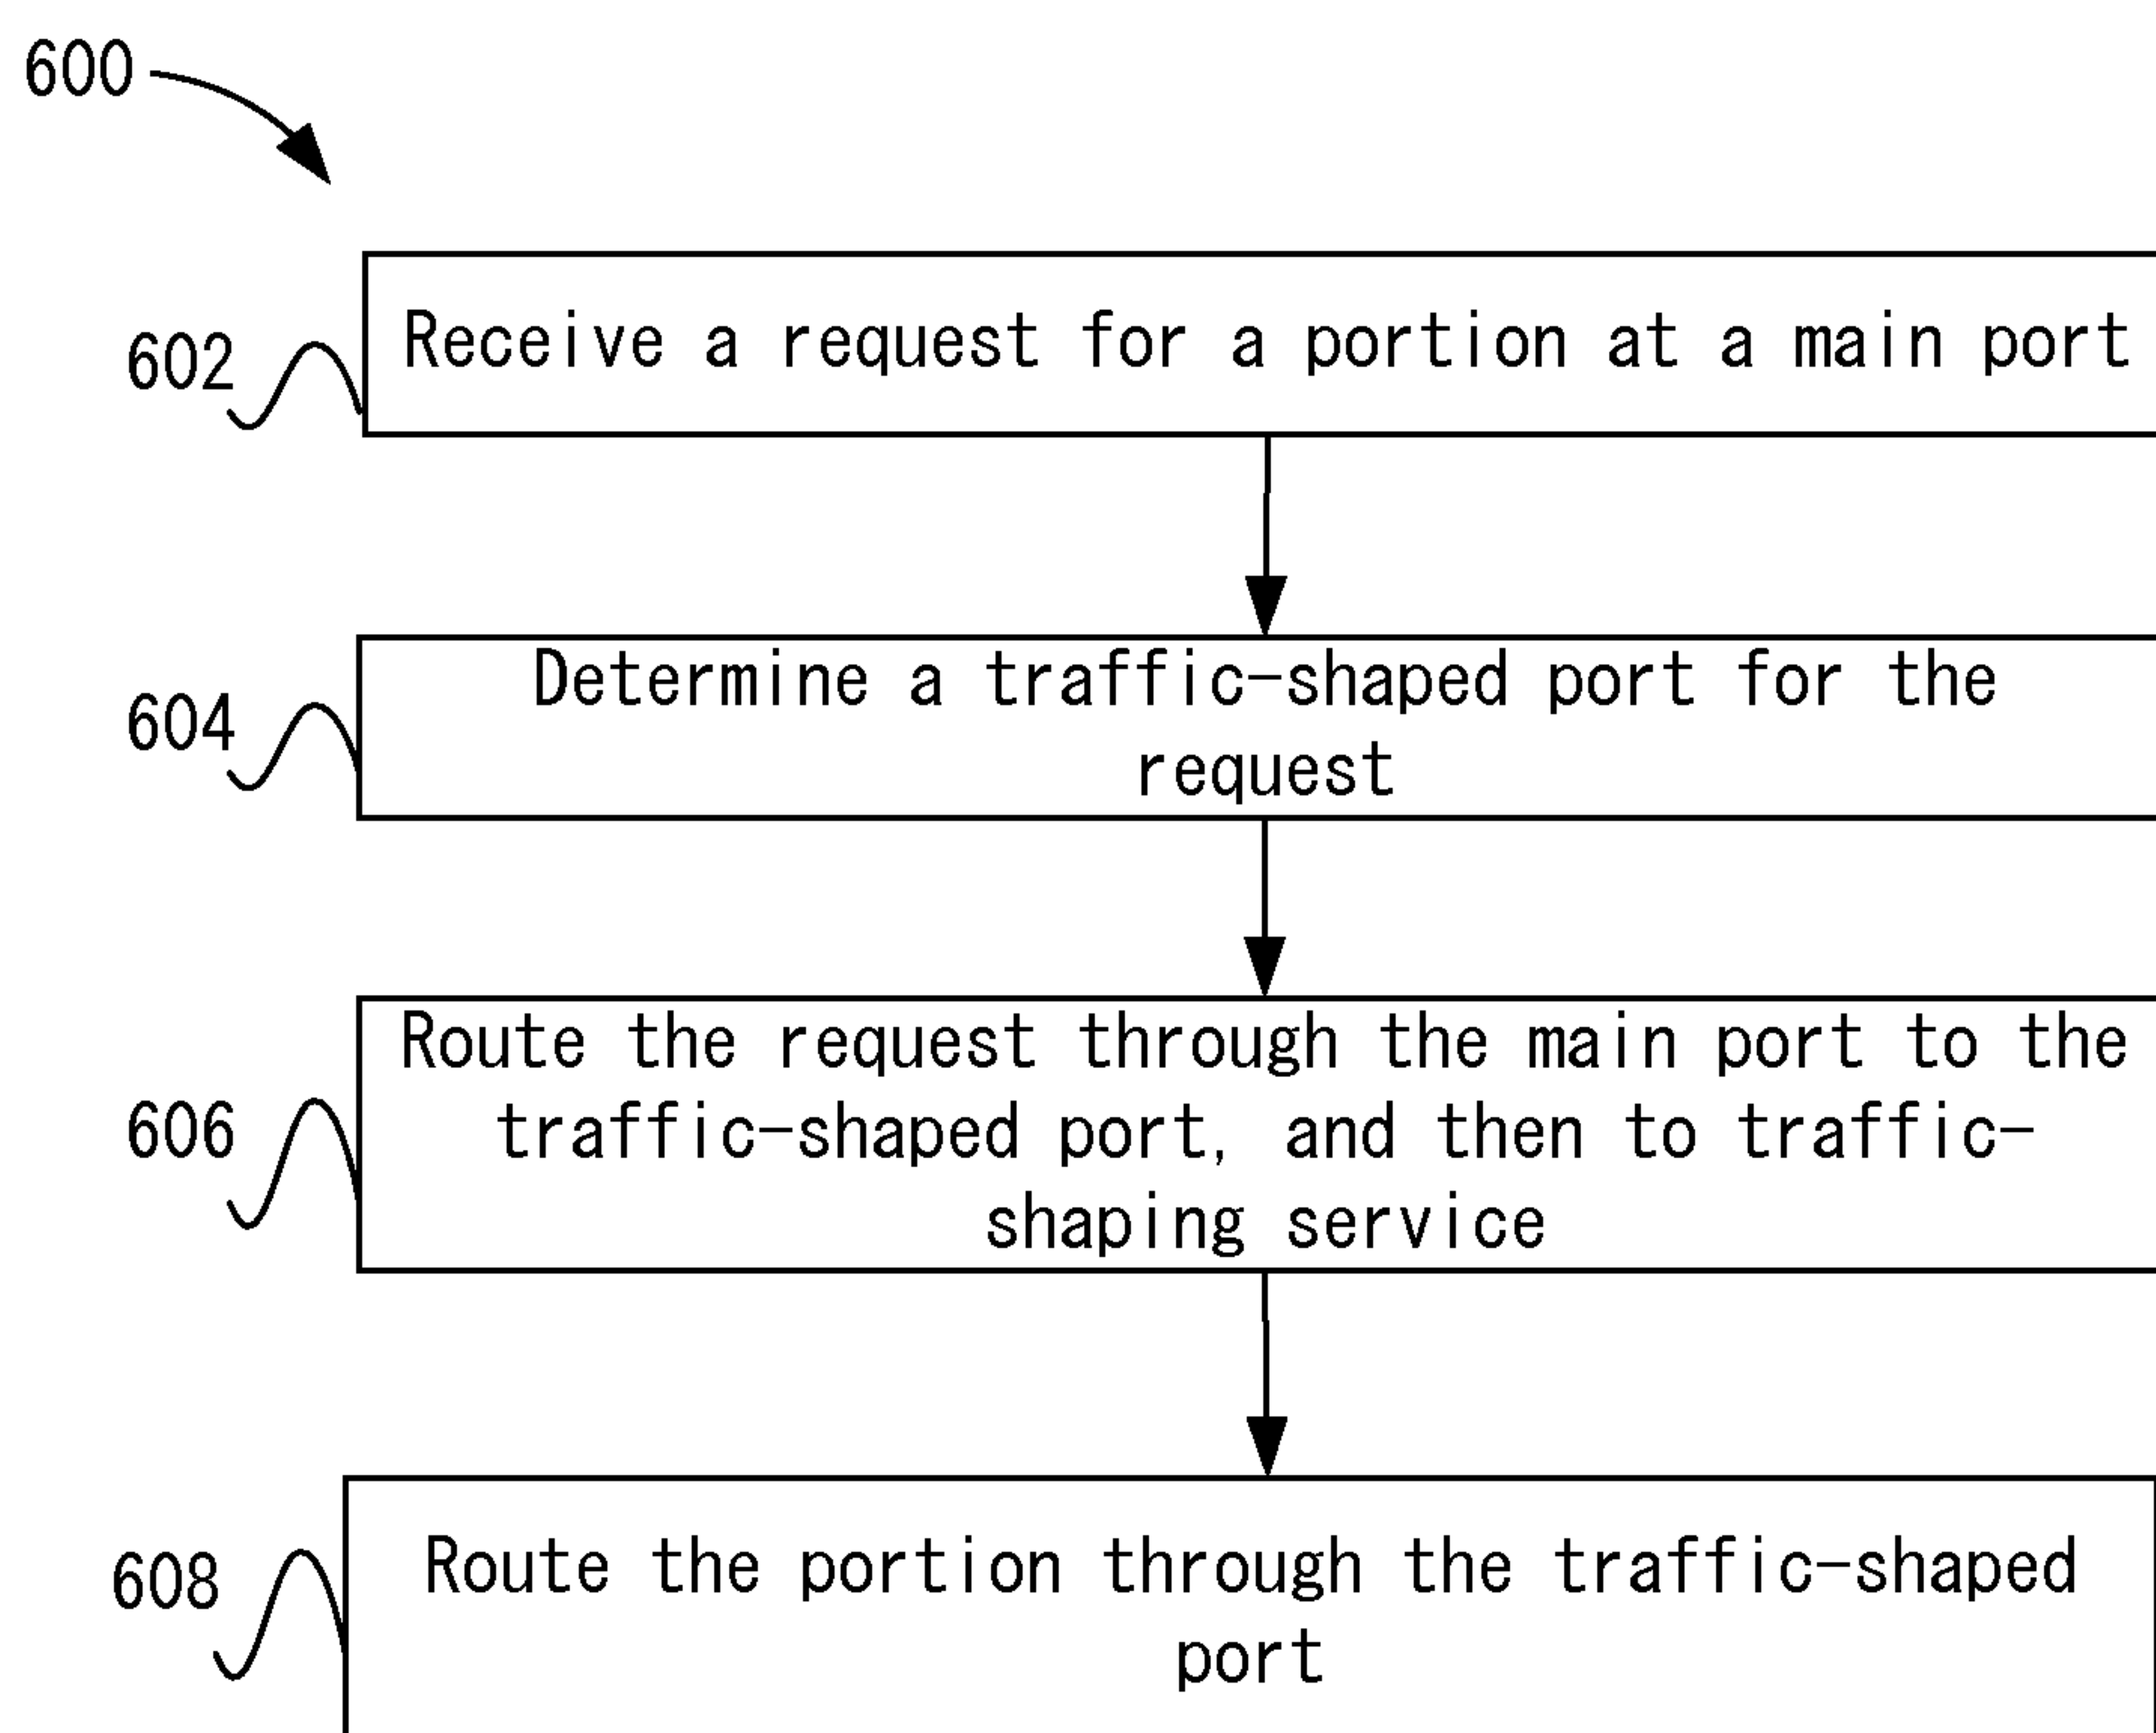 600
602
Receive a request for a portion at a main port
604
Determine a traffic-shaped port for the
request
606
Route the request through the main port to the
traffic-shaped port, and then to traffic-
shaping service
608
Route the portion through the traffic-shaped
port